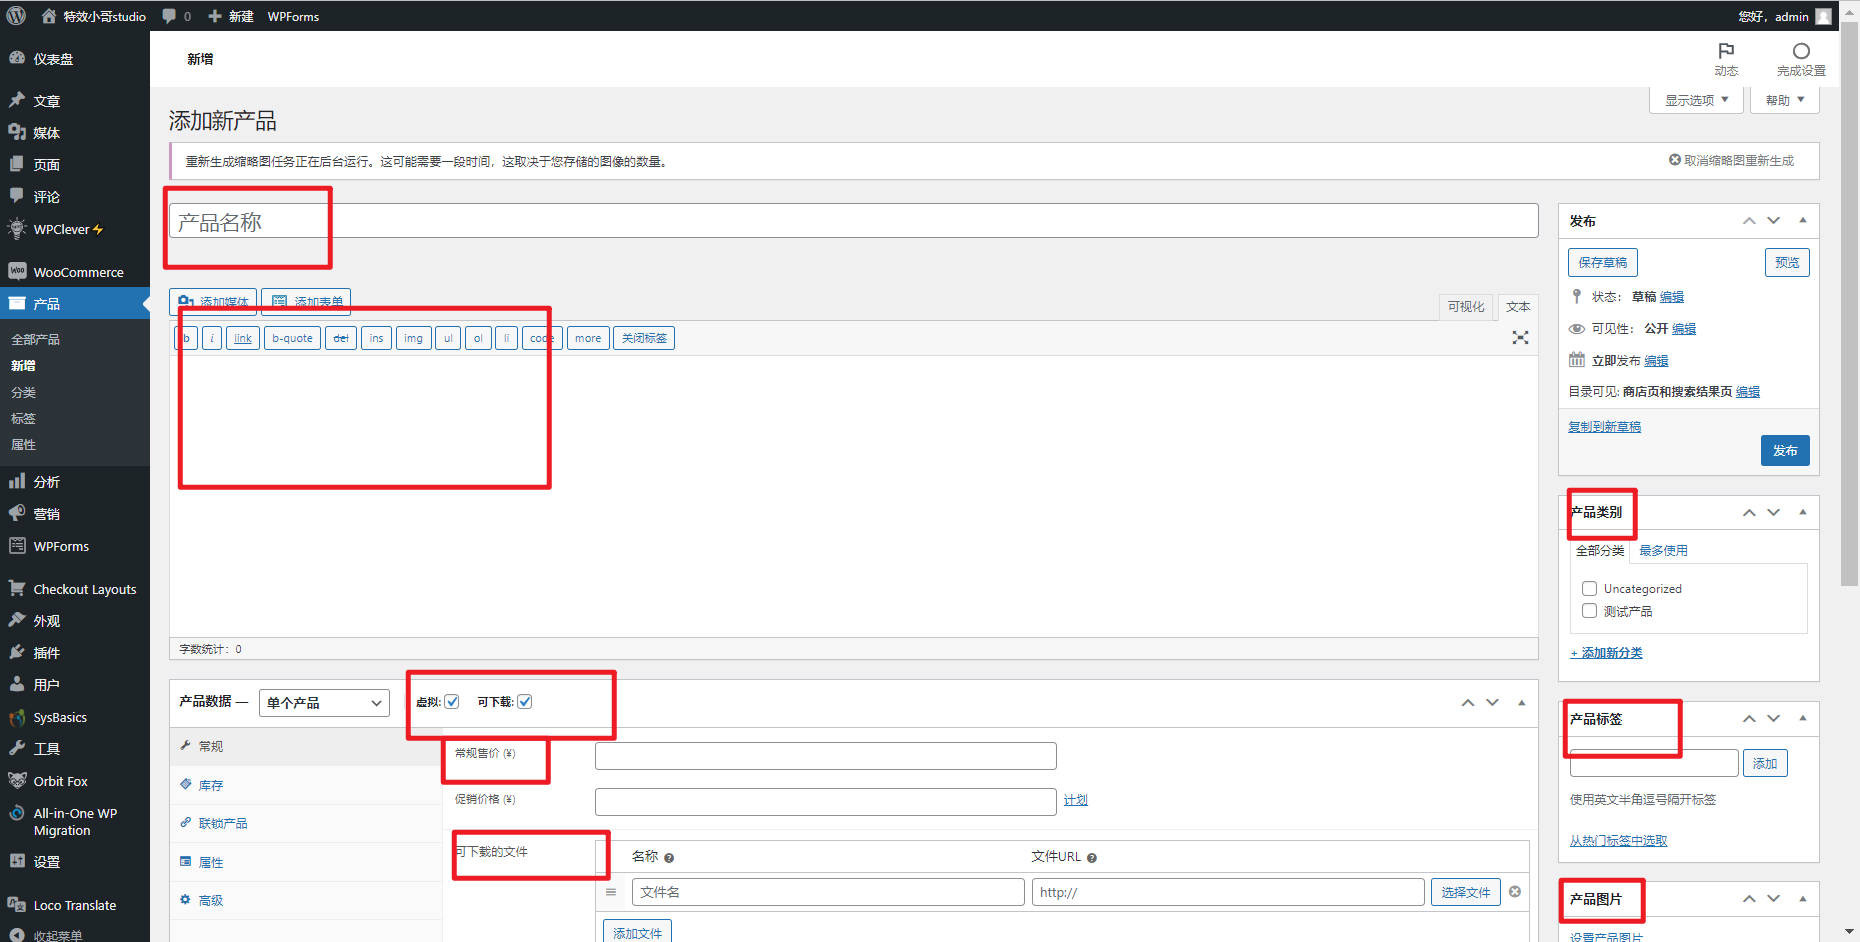 特效小哥studio
0
新建
WPForms
您好，admin
仪表盘
文章
媒体
页面
评论
WPClever
WooCommerce
产品
全部产品
新增
分类
标签
属性
分析
营销
WPForms
Checkout Layouts
外观
插件
用户
SysBasics
工具
Orbit Fox
All-in-One WP
Migration
设置
Loco Translate
收起菜单
新增
动态
完成设置
显示选项
帮助
添加新产品
重新生成缩略图任务正在后台运行。这可能需要一段时间，这取决于您存储的图像的数量。
取消缩略图重新生成
产品名称
添加媒体
添加表单
可视化
文本
b
i
link
b-quote
del
ins
img
ul
ol
li
code
more
关闭标签
字数统计：0
产品数据 —
单个产品
虚拟:
可下载:
常规
库存
联锁产品
属性
高级
常规售价 (¥)
促销价格 (¥)
计划
可下载的文件
名称
文件URL
文件名
http://
选择文件
添加文件
发布
保存草稿
预览
状态： 草稿 编辑
可见性： 公开 编辑
立即发布 编辑
目录可见: 商店页和搜索结果页 编辑
复制到新草稿
发布
产品类别
全部分类
最多使用
Uncategorized
测试产品
+ 添加新分类
产品标签
添加
使用英文半角逗号隔开标签
从热门标签中选取
产品图片
设置产品图片